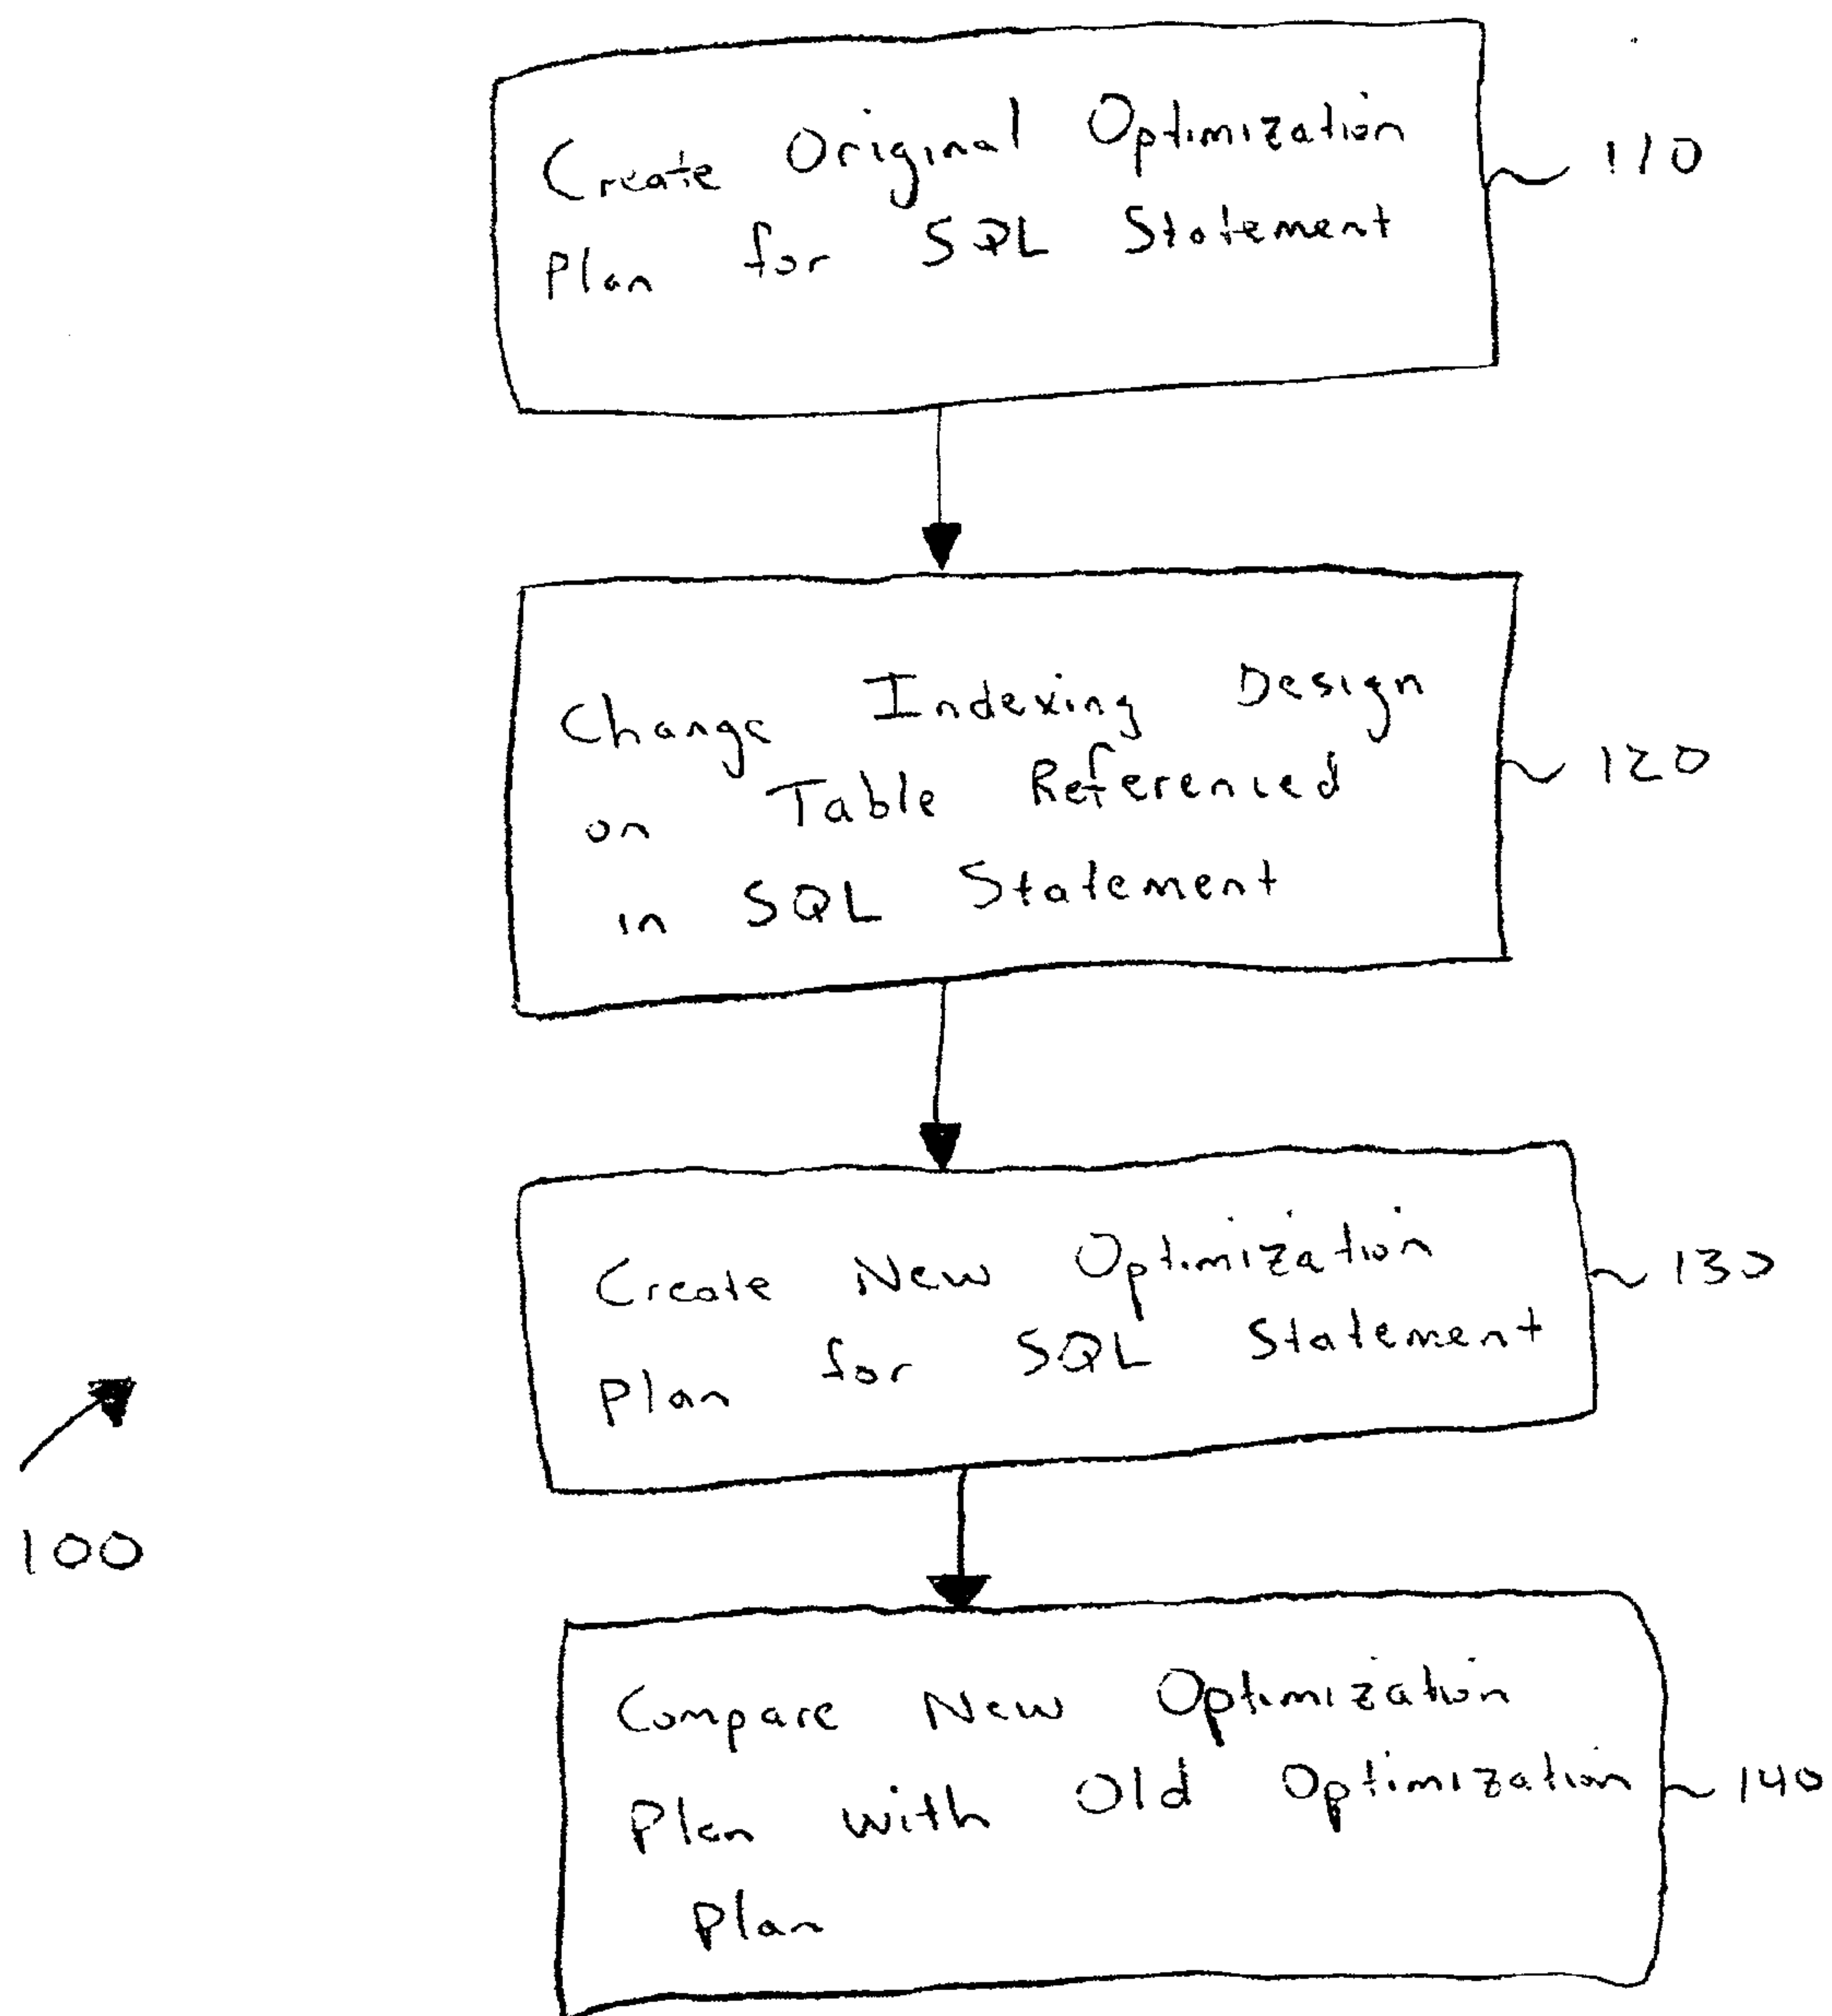 Create Original Optimization
Plan for SQL Statement
110
Change Indexing Design
on Table Referenced
in SQL Statement
120
Create New Optimization
Plan for SQL Statement
130
100
Compare New Optimization
Plan with Old Optimization
Plan
140